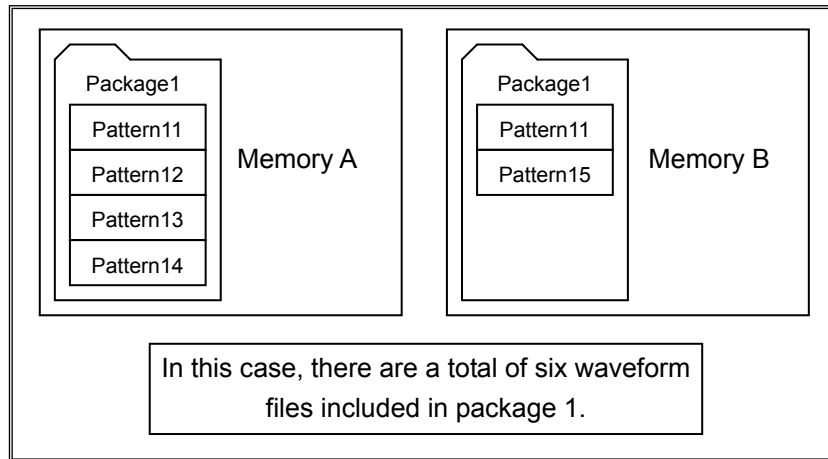 Package1
Pattern11
Pattern12
Pattern13
Pattern14
Memory A
Package1
Pattern11
Pattern15
Memory B
In this case, there are a total of six waveform
files included in package 1.